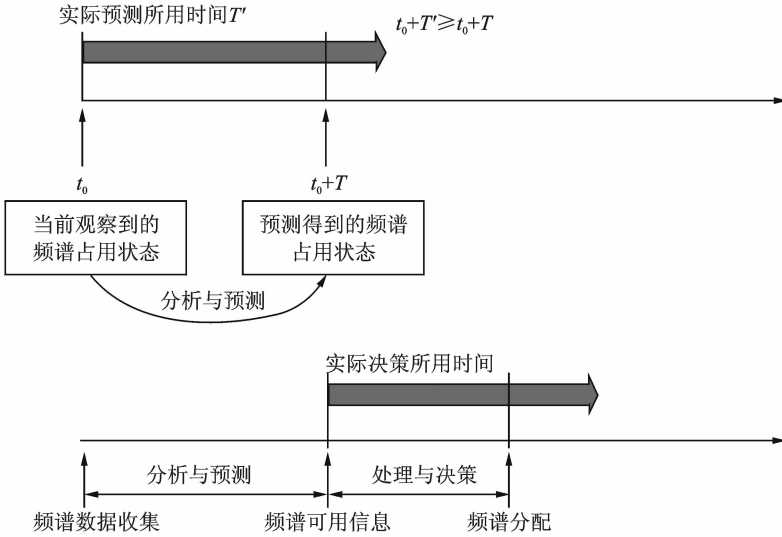 实际预测所用时间T′
t₀+T′≥t₀+T
t₀
t₀+T
当前观察到的
频谱占用状态
预测得到的频谱
占用状态
分析与预测
实际决策所用时间
分析与预测
处理与决策
频谱数据收集
频谱可用信息
频谱分配